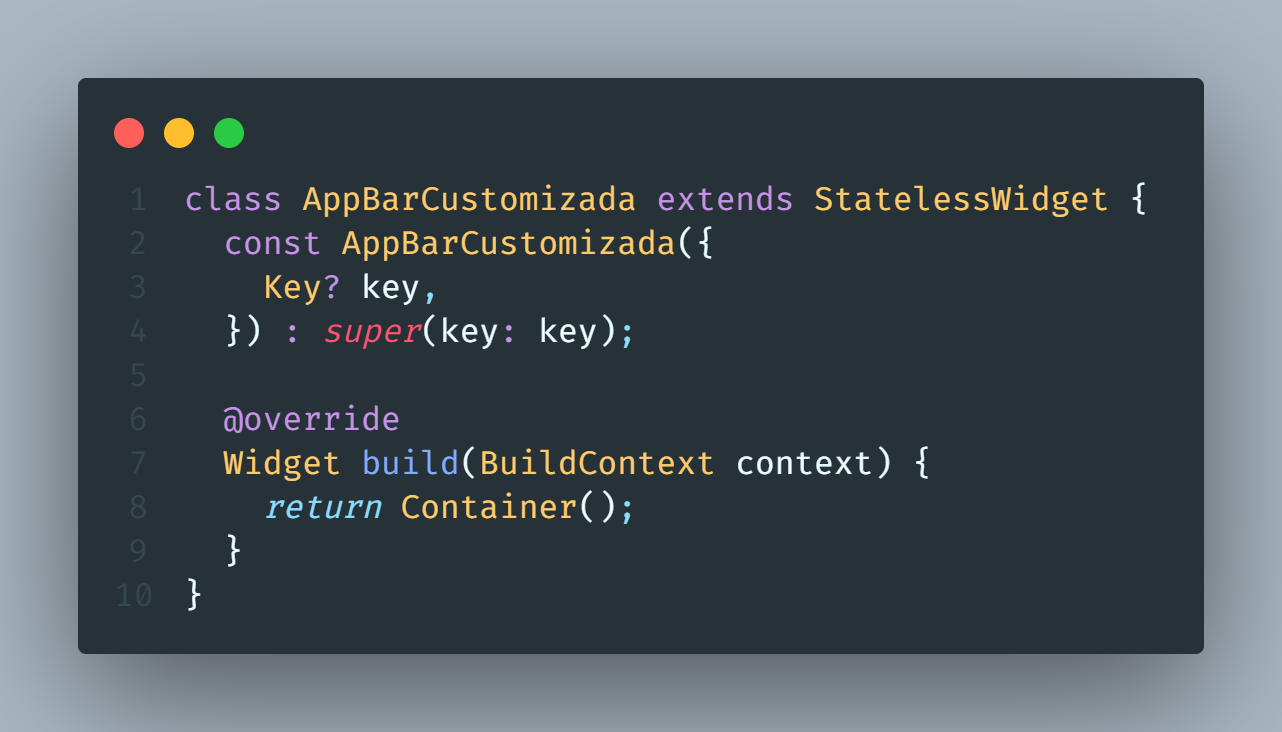 1 class AppBarCustomizada extends StatelessWidget {
2   const AppBarCustomizada({
3     Key? key,
4   }) : super(key: key);
5
6   @override
7   Widget build(BuildContext context) {
8     return Container();
9   }
10 }